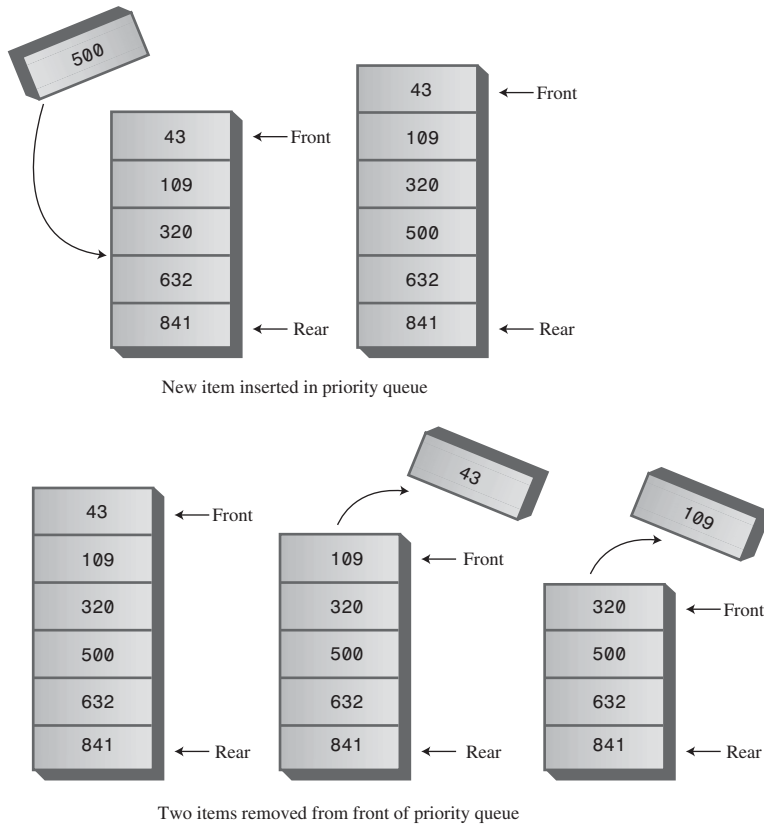 500
43
109
320
632
841
Front
Rear
43
109
320
500
632
841
Front
Rear
New item inserted in priority queue
43
109
320
500
632
841
Front
Rear
43
109
320
500
632
841
Front
Rear
109
320
500
632
841
Front
Rear
Two items removed from front of priority queue